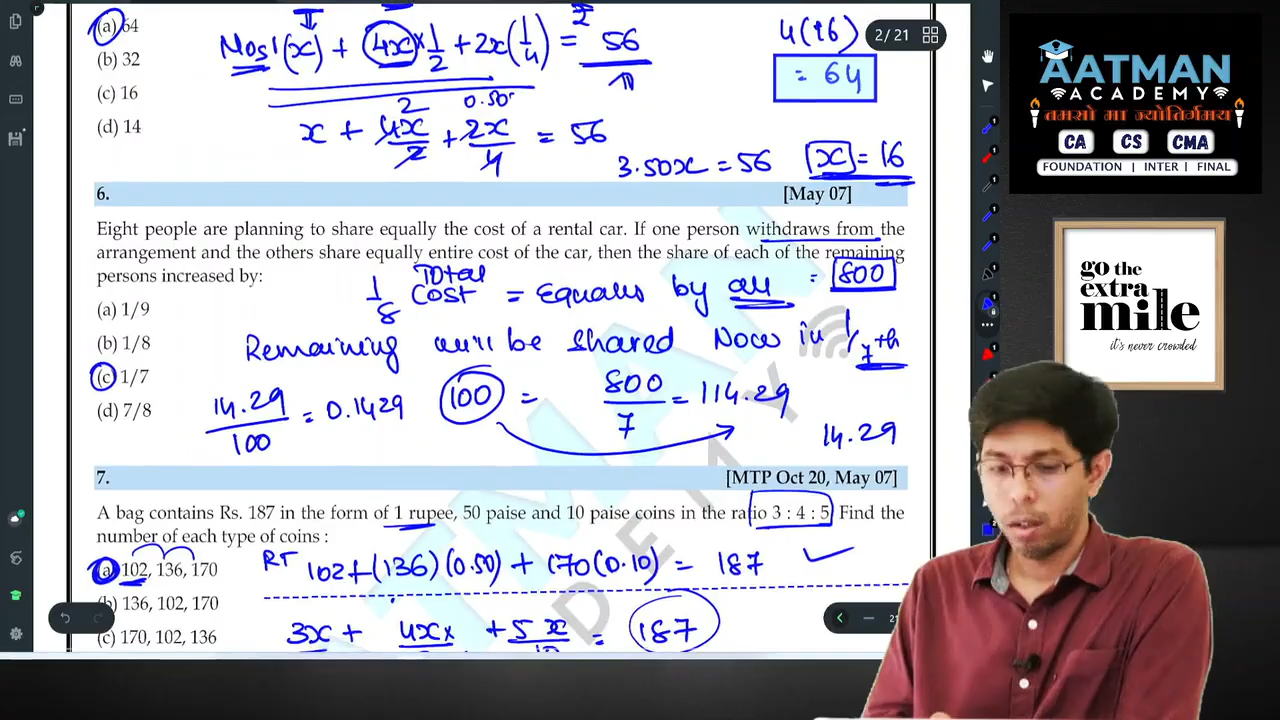 (a) 64
(b) 32
(c) 16
(d) 14
(x) + 4x × 1/2 + 2x(1/4) = 56
4(16)
= 64
2/21
x + 4x/2 + 2x/4 = 56
2
0.50
3.50x = 56
x = 16
6. [May 07]
Eight people are planning to share equally the cost of a rental car. If one person withdraws from the
arrangement and the others share equally entire cost of the car, then the share of each of the remaining
persons increased by:
1/8 Total Cost = Equals by all = 800
(a) 1/9
(b) 1/8
Remaining will be shared Now in 1/7th
(c) 1/7
(d) 7/8
14.29/100 = 0.1429
100 = 800/7 = 114.29
14.29
7. [MTP Oct 20, May 07]
A bag contains Rs. 187 in the form of 1 rupee, 50 paise and 10 paise coins in the ratio 3 : 4 : 5. Find the
number of each type of coins :
(a) 102, 136, 170
RT 102+(136)(0.50) + 170(0.10) = 187
(b) 136, 102, 170
(c) 170, 102, 136
3x + 4x × + 5x/10 = 187
AATMAN
ACADEMY
तमसो मा ज्योतिर्गमय
CA CS CMA
FOUNDATION | INTER | FINAL
go the
extra
mile
it's never crowded